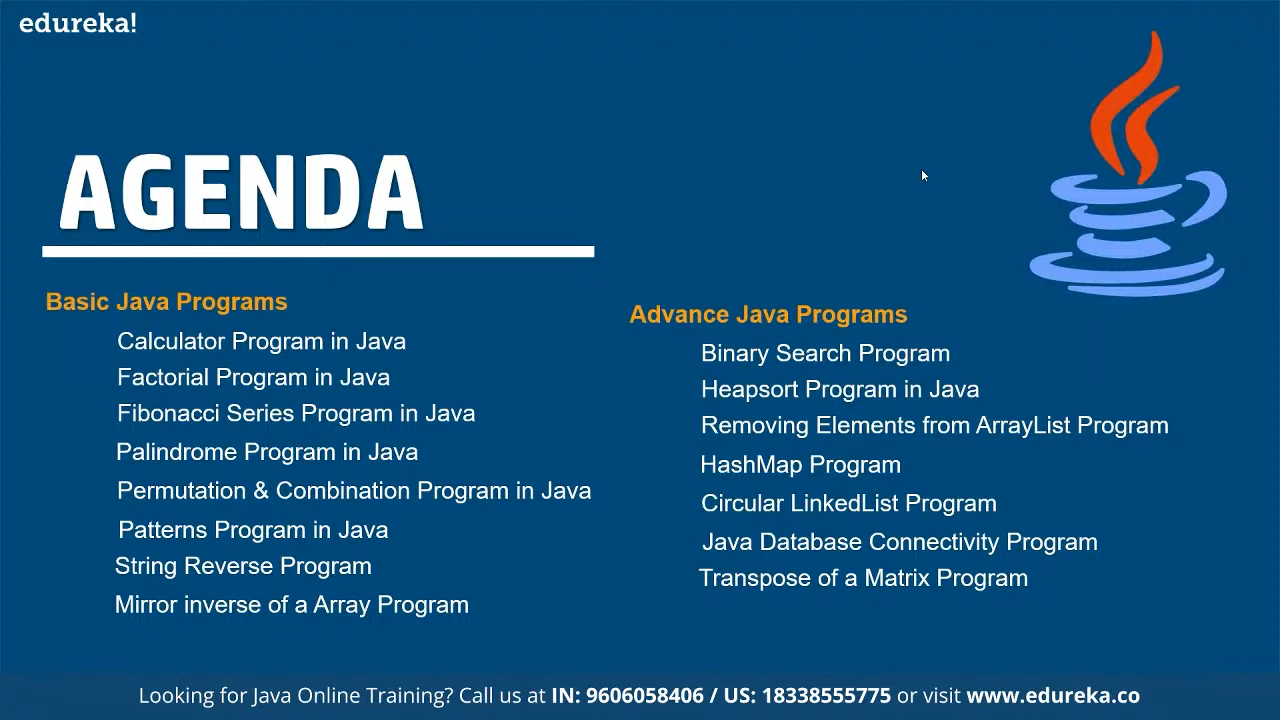 edureka!
AGENDA
Basic Java Programs
Calculator Program in Java
Factorial Program in Java
Fibonacci Series Program in Java
Palindrome Program in Java
Permutation & Combination Program in Java
Patterns Program in Java
String Reverse Program
Mirror inverse of a Array Program
Advance Java Programs
Binary Search Program
Heapsort Program in Java
Removing Elements from ArrayList Program
HashMap Program
Circular LinkedList Program
Java Database Connectivity Program
Transpose of a Matrix Program
Looking for Java Online Training? Call us at IN: 9606058406 / US: 18338555775 or visit www.edureka.co